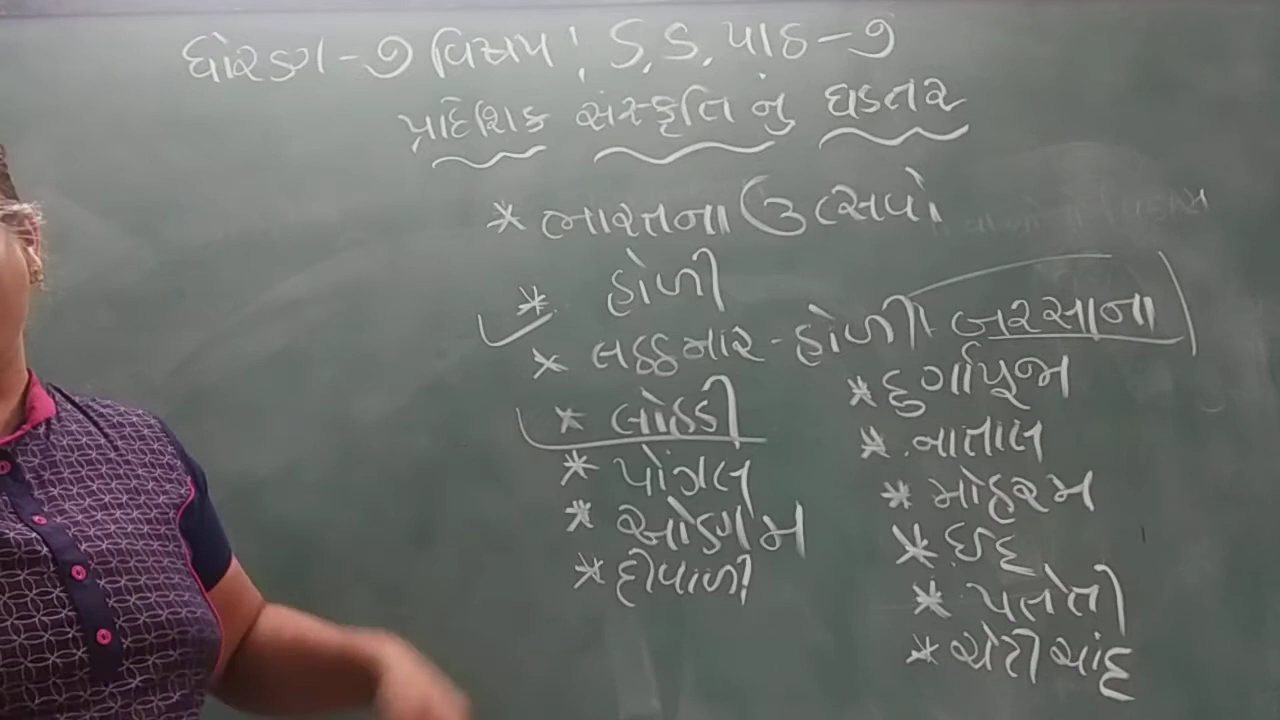 ધોરણ - ૭ વિષય : S.S. પાઠ - ૭
પ્રાદેશિક સંસ્કૃતિ નું ઘડતર
* ભારતના ઉત્સવો
* હોળી
* લઠ્ઠમાર - હોળી બરસાના
* લોહડી
* પોંગલ
* ઓણમ
* દીવાળી
* દુર્ગાપૂજા
* નાતાલ
* મોહરમ
* ઈદ
* પતેતી
* ચેટીચાંદ